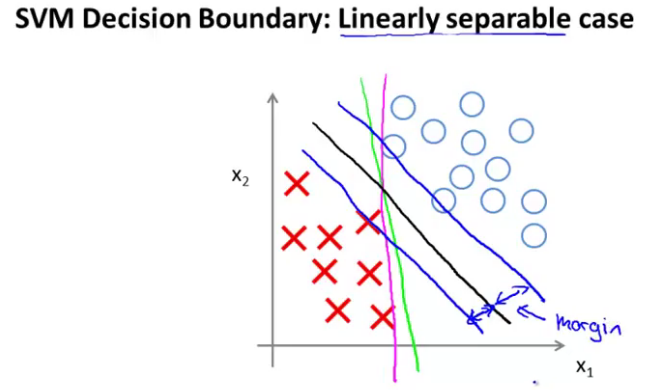 SVM Decision Boundary: Linearly separable case
x2
margin
x1